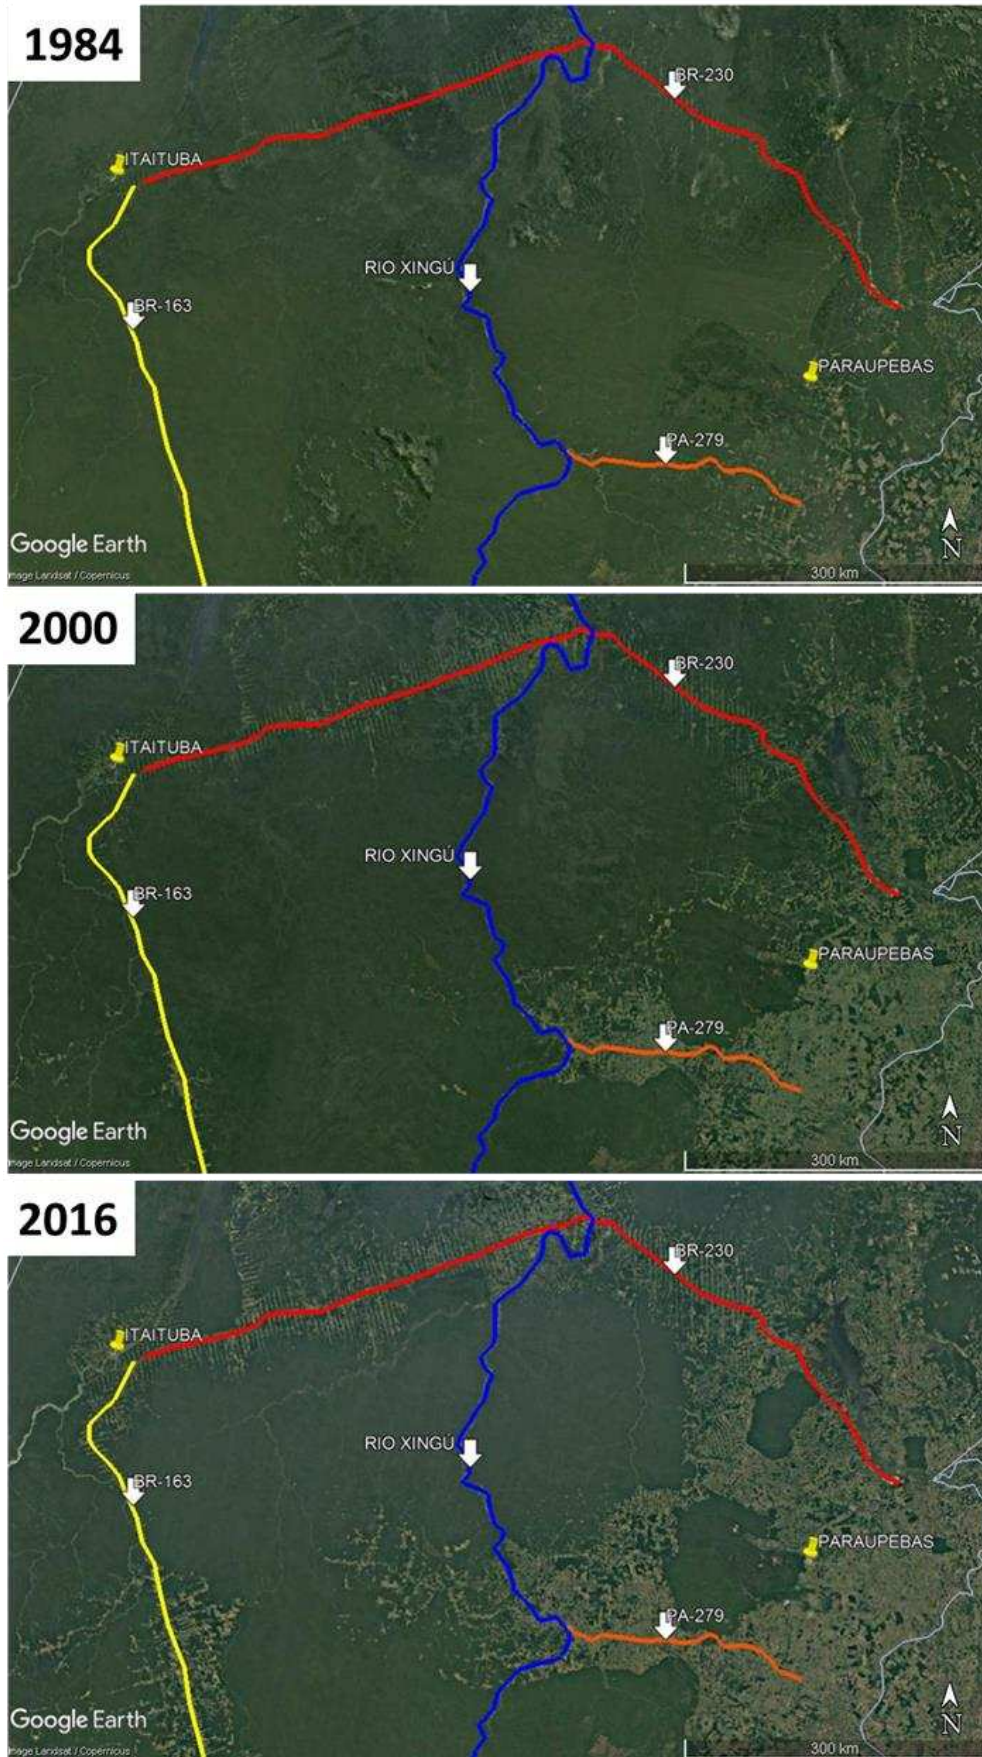 1984
BR-230
ITAITUBA
RIO XINGÚ
BR-163
PARAUPEBAS
PA-279
Google Earth
N
Image Landsat / Copernicus
300 km
2000
BR-230
ITAITUBA
RIO XINGÚ
BR-163
PARAUPEBAS
PA-279
Google Earth
N
Image Landsat / Copernicus
300 km
2016
BR-230
ITAITUBA
RIO XINGÚ
BR-163
PARAUPEBAS
PA-279
Google Earth
N
Image Landsat / Copernicus
300 km